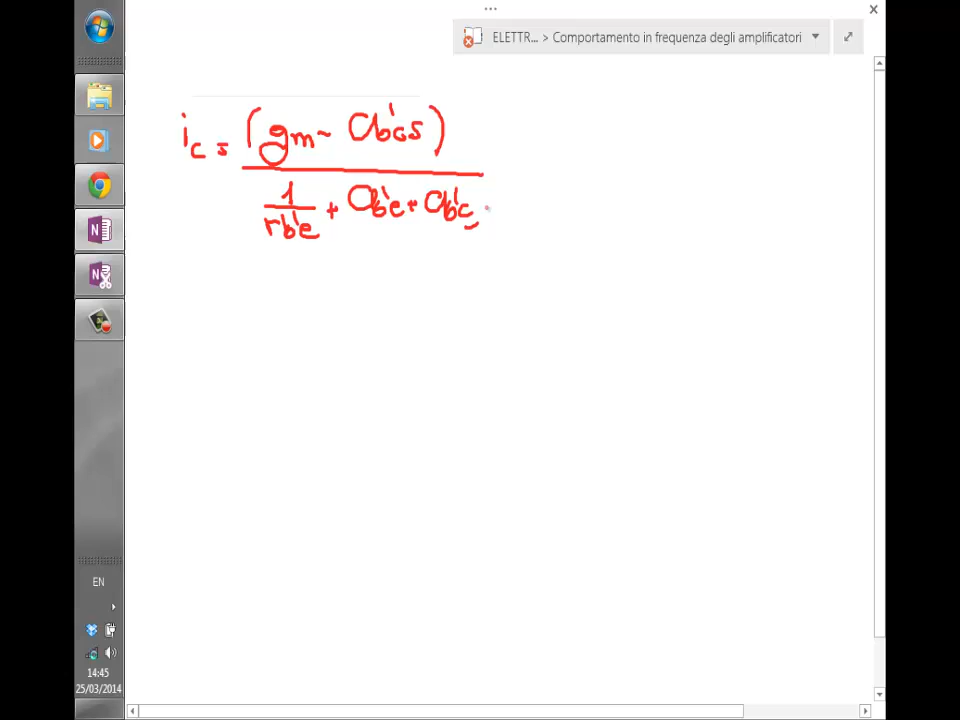 ...
ELETTR... > Comportamento in frequenza degli amplificatori
ic = (gm - Cb'cs)
1
rb'e + Cb'e + Cb'c
EN
14:45
25/03/2014